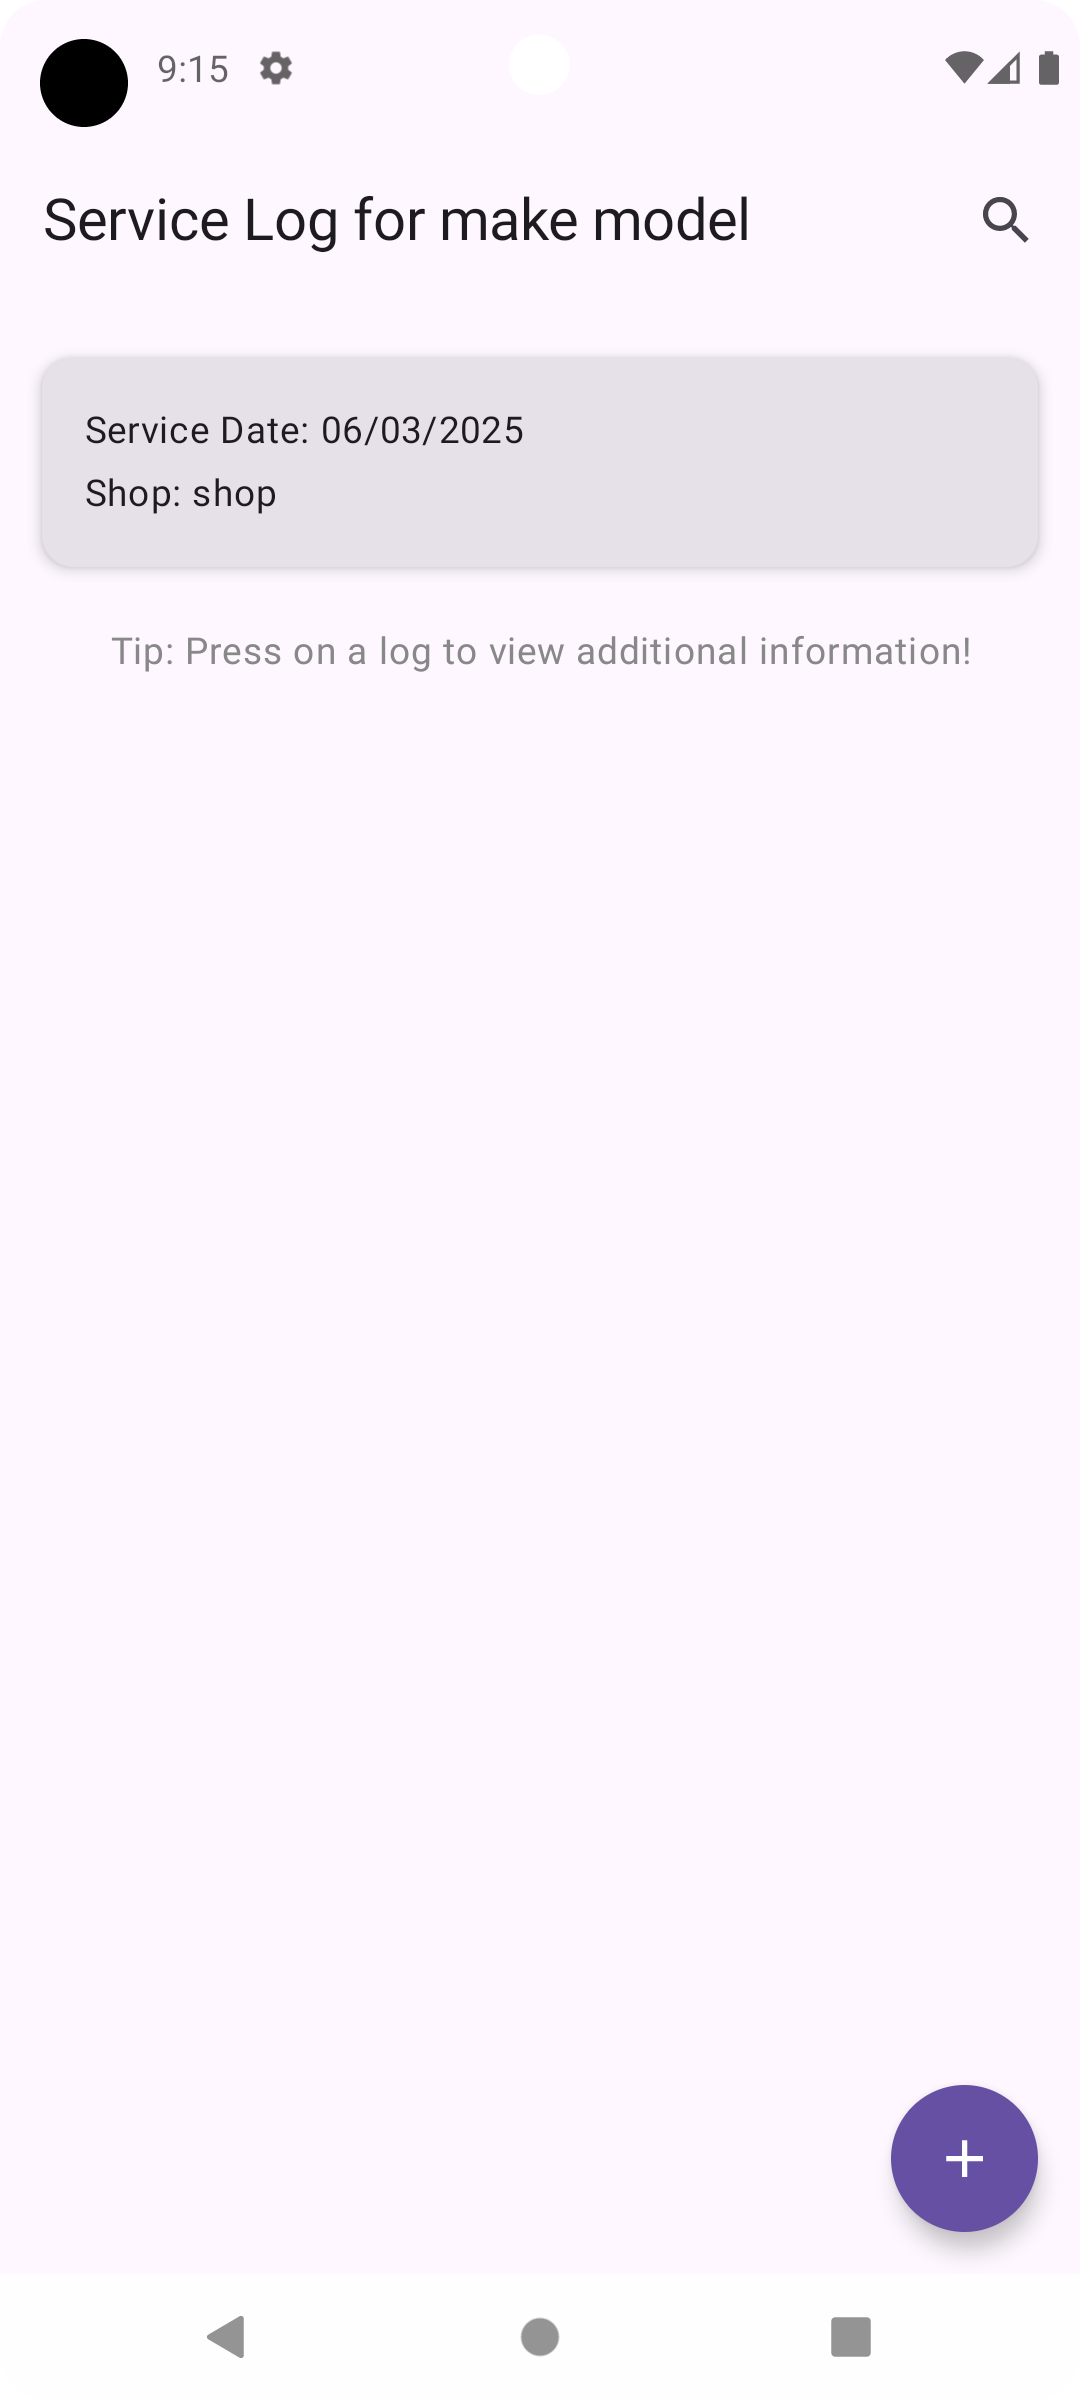 9:15
Service Log for make model
Service Date: 06/03/2025
Shop: shop
Tip: Press on a log to view additional information!